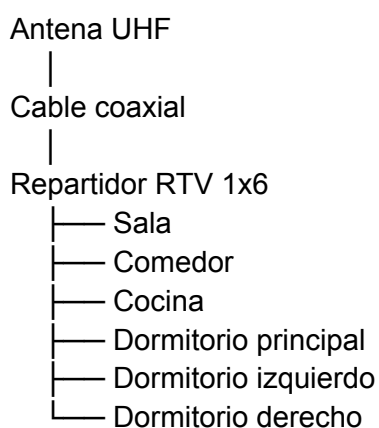 Antena UHF
Cable coaxial
Repartidor RTV 1x6
Sala
Comedor
Cocina
Dormitorio principal
Dormitorio izquierdo
Dormitorio derecho